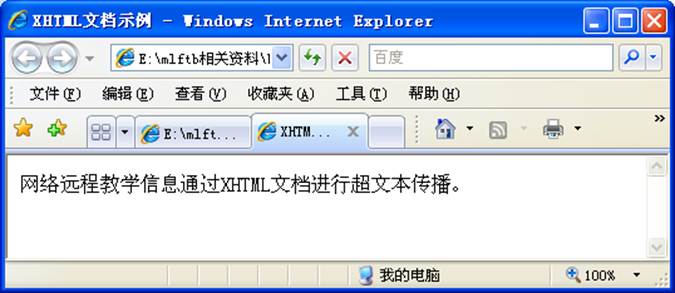 XHTML文档示例 - Windows Internet Explorer
E:\mlftb相关资料\l
百度
文件(F) 编辑(E) 查看(V) 收藏夹(A) 工具(T) 帮助(H)
E:\mlft... XHTM...
网络远程教学信息通过XHTML文档进行超文本传播。
我的电脑 100%